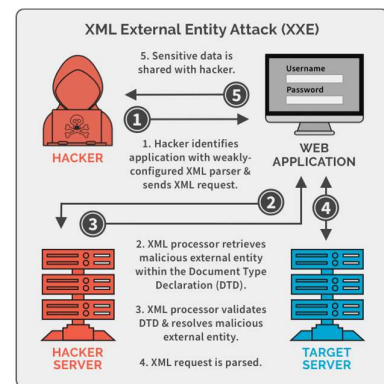 XML External Entity Attack (XXE)
5. Sensitive data is
shared with hacker.
Username
Password
5
1
HACKER
WEB
APPLICATION
1. Hacker identifies
application with weakly-
configured XML parser &
sends XML request.
2
3
4
2. XML processor retrieves
malicious external entity
within the Document Type
Declaration (DTD).
3. XML processor validates
DTD & resolves malicious
external entity.
4. XML request is parsed.
HACKER
SERVER
TARGET
SERVER